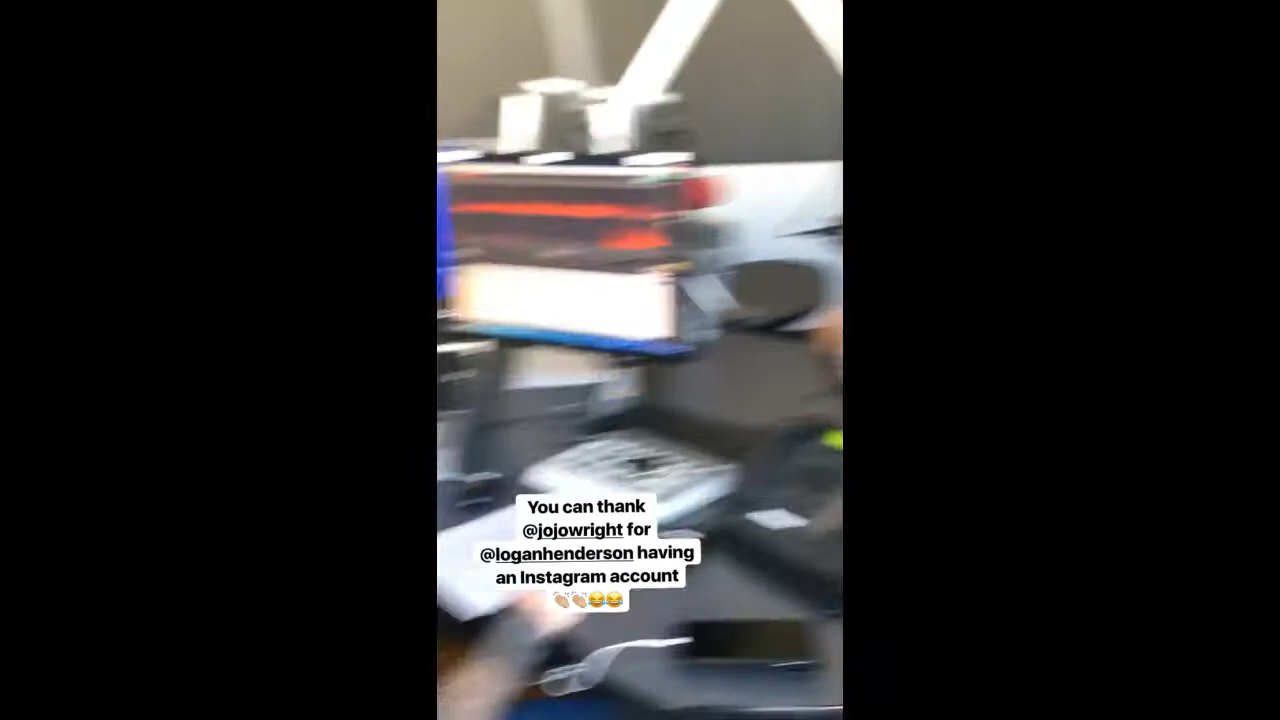 You can thank
@jojowright for
@loganhenderson having
an Instagram account
👏🏼👏🏼😂😂